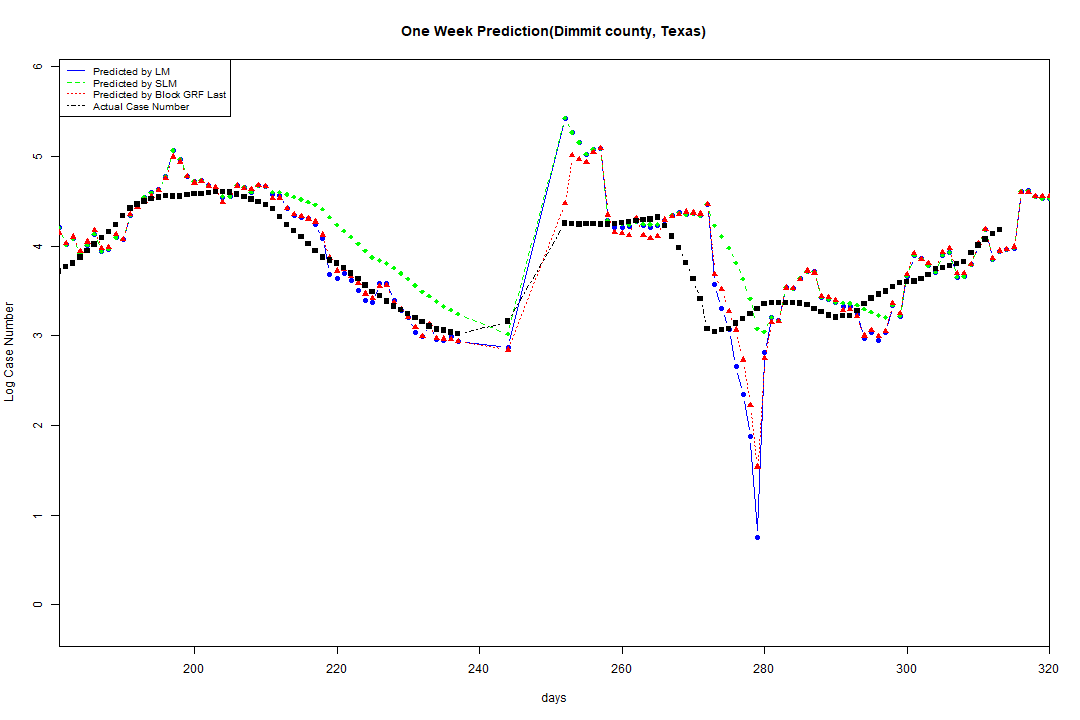 One Week Prediction(Dimmit county, Texas)
Predicted by LM
Predicted by SLM
Predicted by Block GRF Last
Actual Case Number
Log Case Number
6
5
4
3
2
1
0
200 220 240 260 280 300 320
days